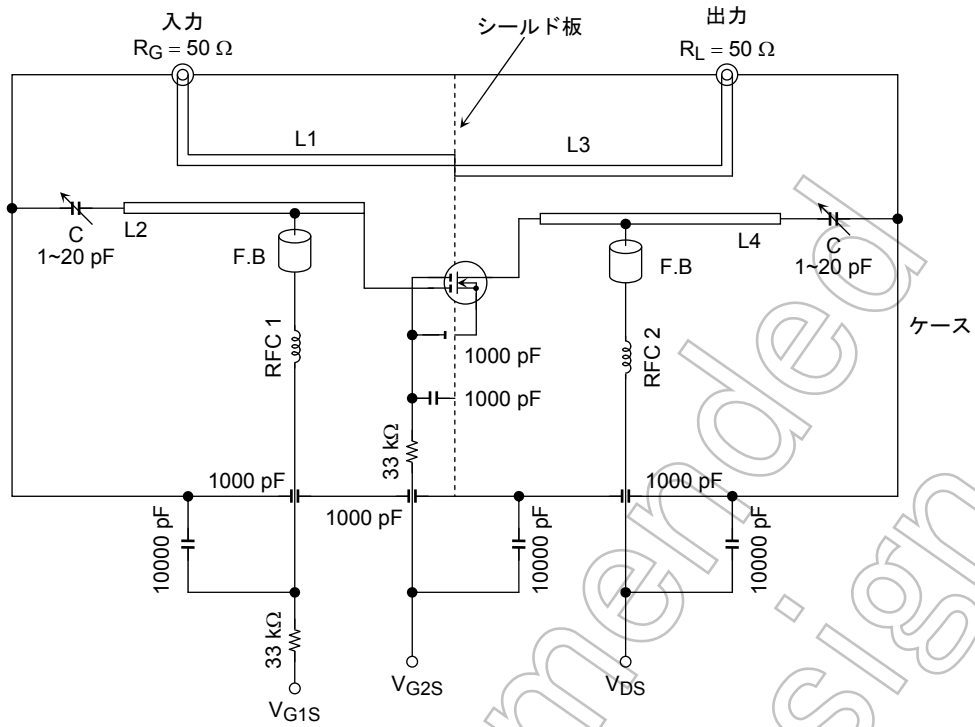 入力
R_G = 50 Ω
シールド板
出力
R_L = 50 Ω
L1
L3
L2
C
1~20 pF
F.B
L4
F.B
C
1~20 pF
ケース
RFC 1
1000 pF
RFC 2
1000 pF
33 kΩ
1000 pF
1000 pF
1000 pF
10000 pF
10000 pF
10000 pF
33 kΩ
V_G1S
V_G2S
V_DS
mmended
sign